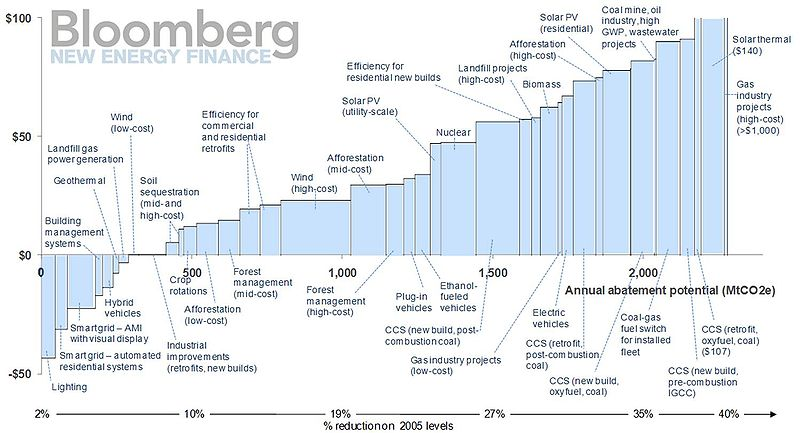 $100
Bloomberg
NEW ENERGY FINANCE
Solar PV
(residential)
Coal mine, oil
industry, high
GWP, wastewater
projects
Afforestation
(high-cost)
Solar thermal
($140)
Efficiency for
residential new builds
Landfill projects
(high-cost)
Biomass
Gas
industry
projects
(high-cost)
(>$1,000)
Solar PV
(utility-scale)
Wind
(low-cost)
Efficiency for
commercial
and residential
retrofits
$50
Nuclear
Landfill gas
power generation
Afforestation
(mid-cost)
Geothermal
Soil
sequestration
(mid- and
high-cost)
Wind
(high-cost)
Building
management
systems
$0
0
500
1,000
1,500
2,000
Annual abatement potential (MtCO2e)
Crop
rotations
Forest
management
(mid-cost)
Forest
management
(high-cost)
Hybrid
vehicles
Afforestation
(low-cost)
Plug-in
vehicles
Ethanol-
fueled
vehicles
Electric
vehicles
Coal-gas
fuel switch
for installed
fleet
CCS (retrofit,
oxyfuel, coal)
($107)
Smartgrid – AMI
with visual display
CCS (new build, post-
combustion coal)
Smartgrid – automated
residential systems
Industrial
improvements
(retrofits, new builds)
Gas industry projects
(low-cost)
CCS (retrofit,
post-combustion,
coal)
CCS (new build,
oxyfuel, coal)
CCS (new build,
pre-combustion
IGCC)
-$50
Lighting
2%
10%
19%
27%
35%
40%
% reduction on 2005 levels